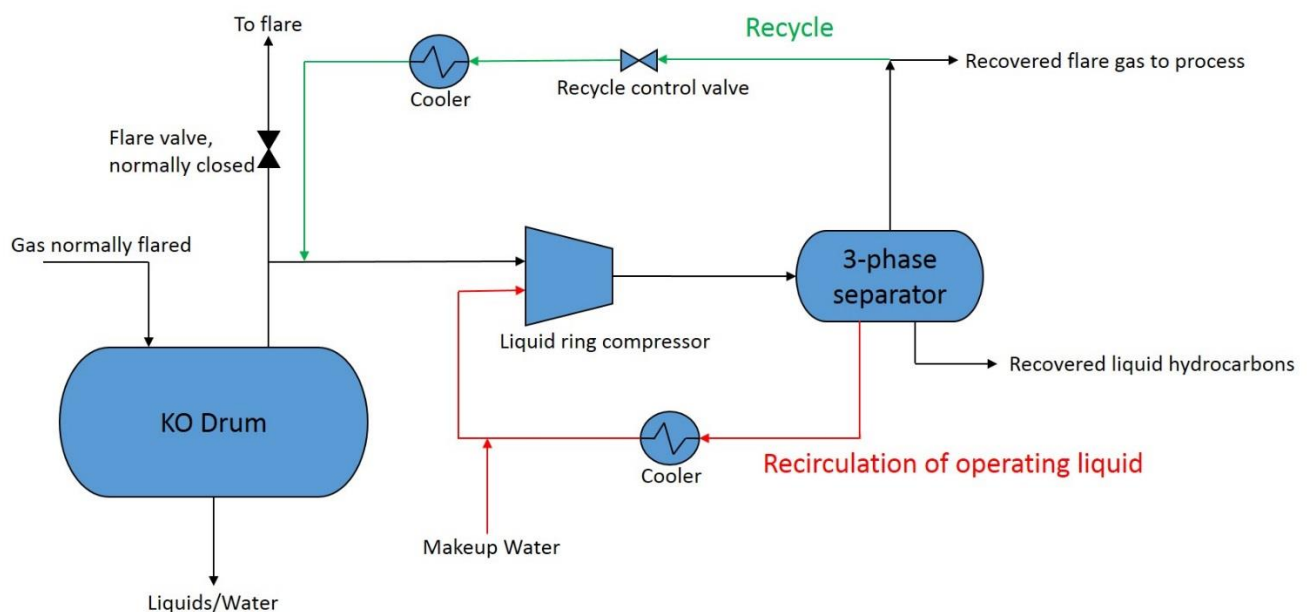 To flare
Recycle
Recovered flare gas to process
Cooler
Recycle control valve
Flare valve,
normally closed
Gas normally flared
3-phase
separator
Liquid ring compressor
Recovered liquid hydrocarbons
KO Drum
Recirculation of operating liquid
Cooler
Makeup Water
Liquids/Water